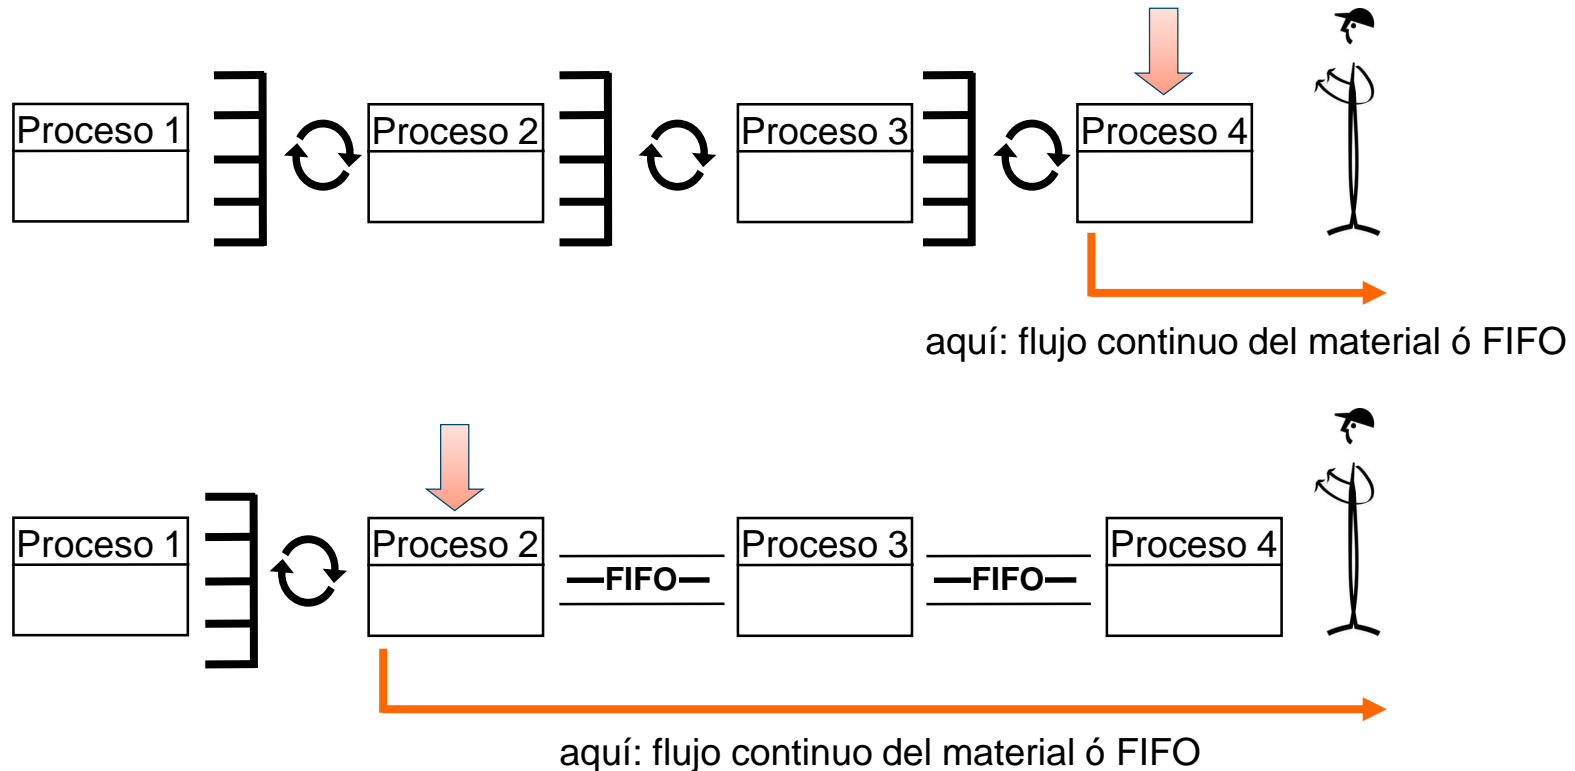 Proceso 1
Proceso 2
Proceso 3
Proceso 4
aquí: flujo continuo del material ó FIFO
Proceso 1
Proceso 2
FIFO
Proceso 3
FIFO
Proceso 4
aquí: flujo continuo del material ó FIFO